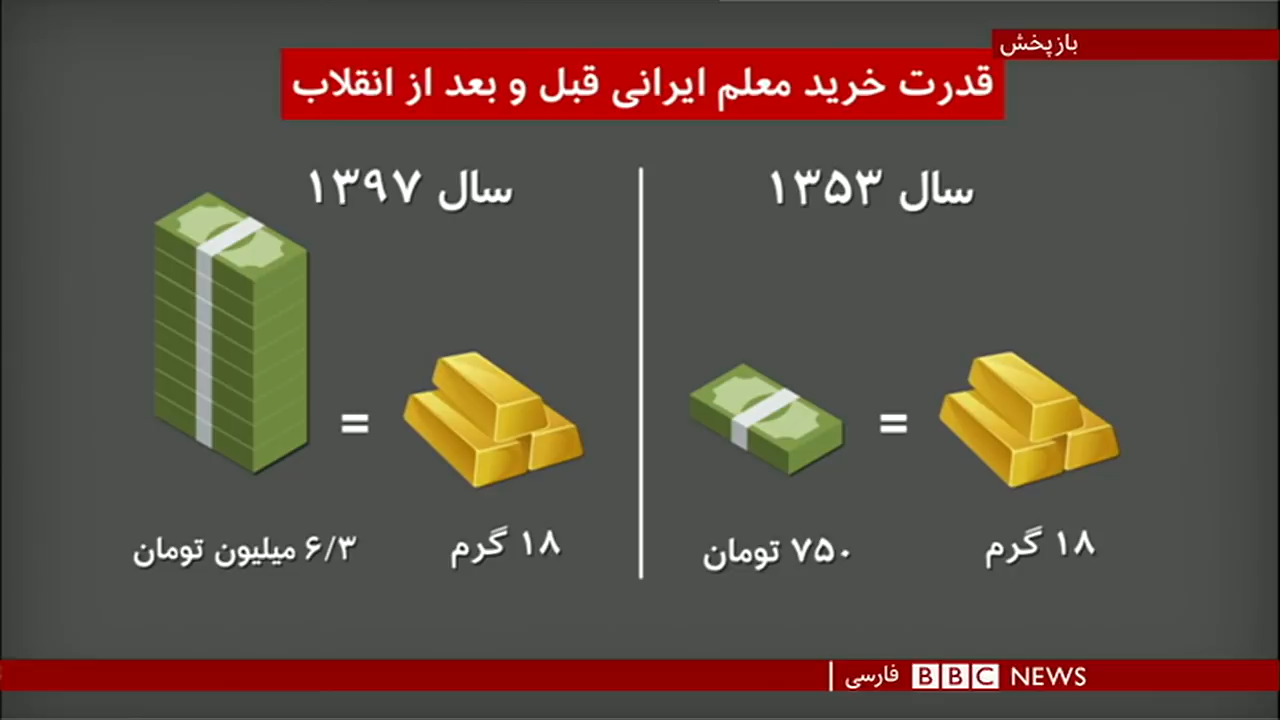 بازپخش
قدرت خرید معلم ایرانی قبل و بعد از انقلاب
سال ۱۳۵۳
=
۱۸ گرم
۷۵۰ تومان
سال ۱۳۹۷
=
۱۸ گرم
۶/۳ میلیون تومان
BBC NEWS فارسی |